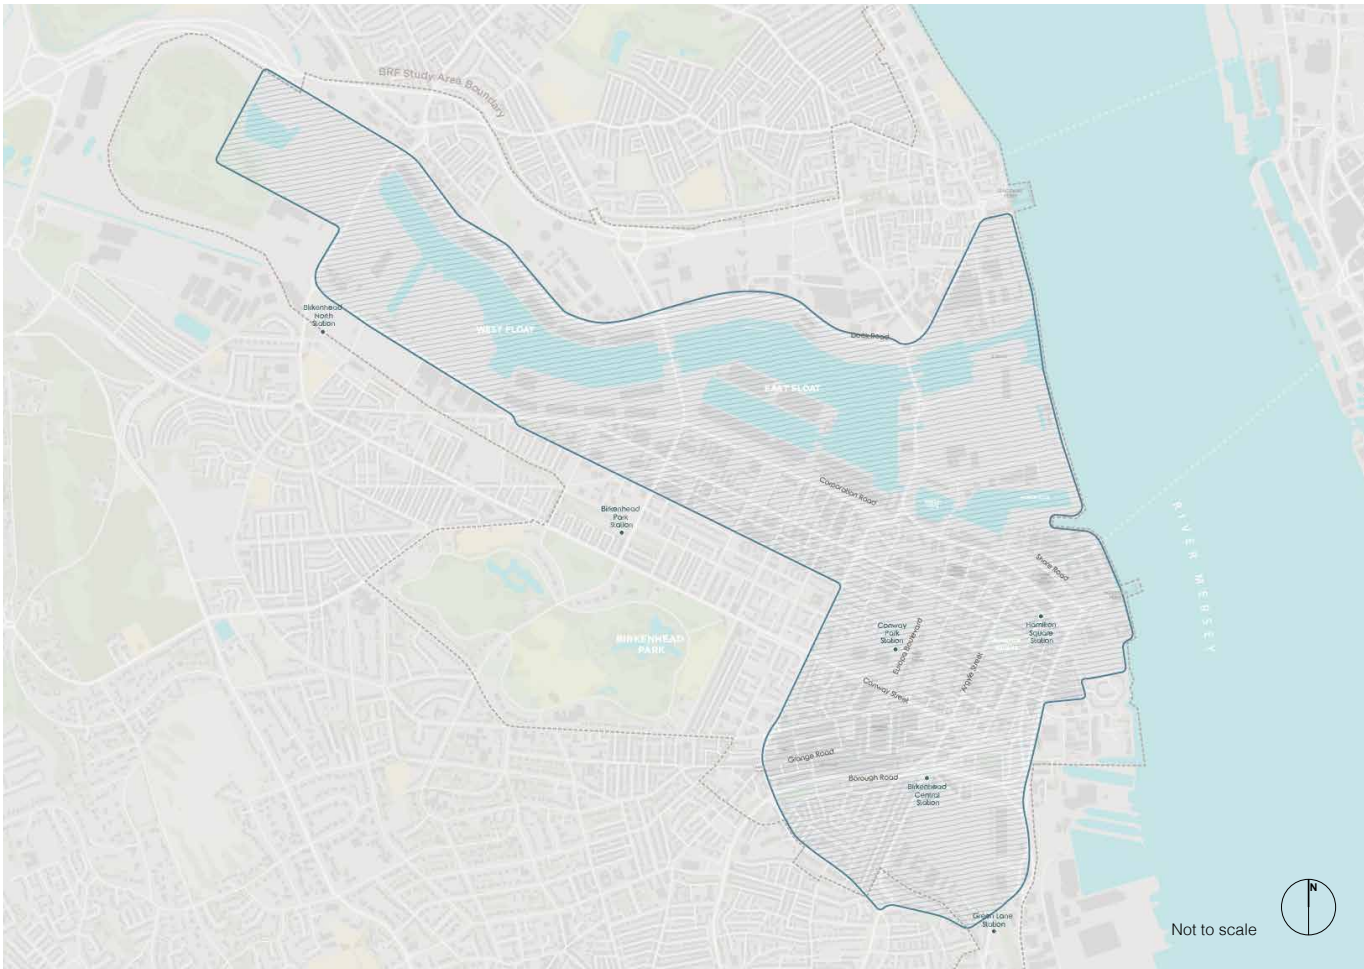 BRF Study Area Boundary
Birkenhead
North
Station
WEST FLOAT
Dock Road
EAST FLOAT
Corporation Road
Birkenhead
Park
Station
RIVER MERSEY
Shore Road
Conway
Park
Station
Europa Boulevard
Hamilton
Square
Station
BIRKENHEAD
PARK
Argyle Street
Conway Street
Grange Road
Borough Road
Birkenhead
Central
Station
Green Lane
Station
N
Not to scale